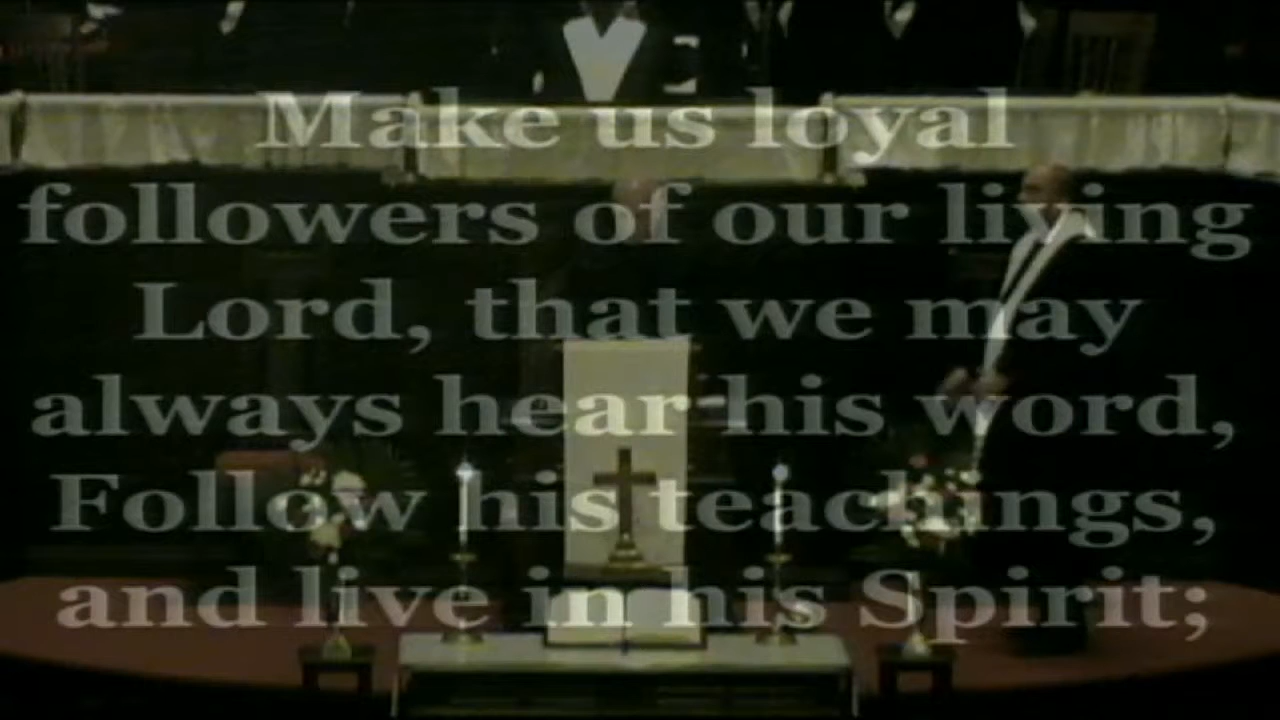 Make us loyal
followers of our living
Lord, that we may
always hear his word,
Follow his teachings,
and live in his Spirit;